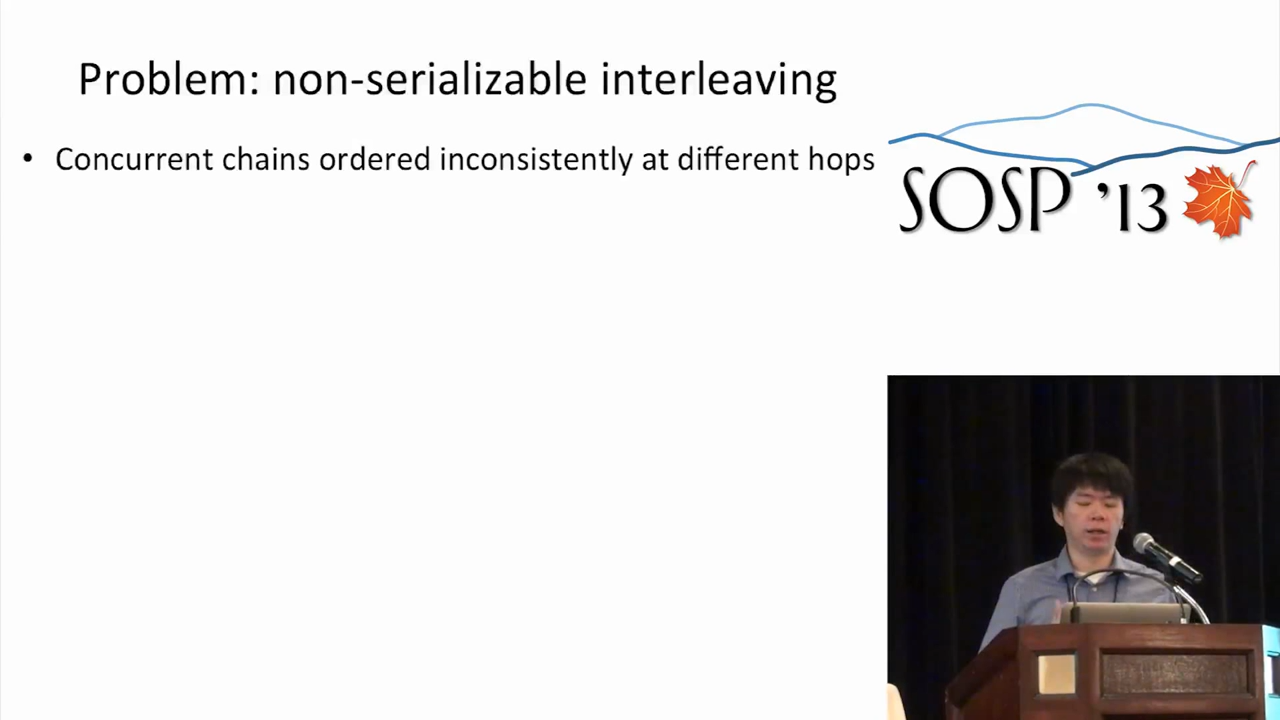 Problem: non-serializable interleaving
• Concurrent chains ordered inconsistently at different hops
SOSP '13